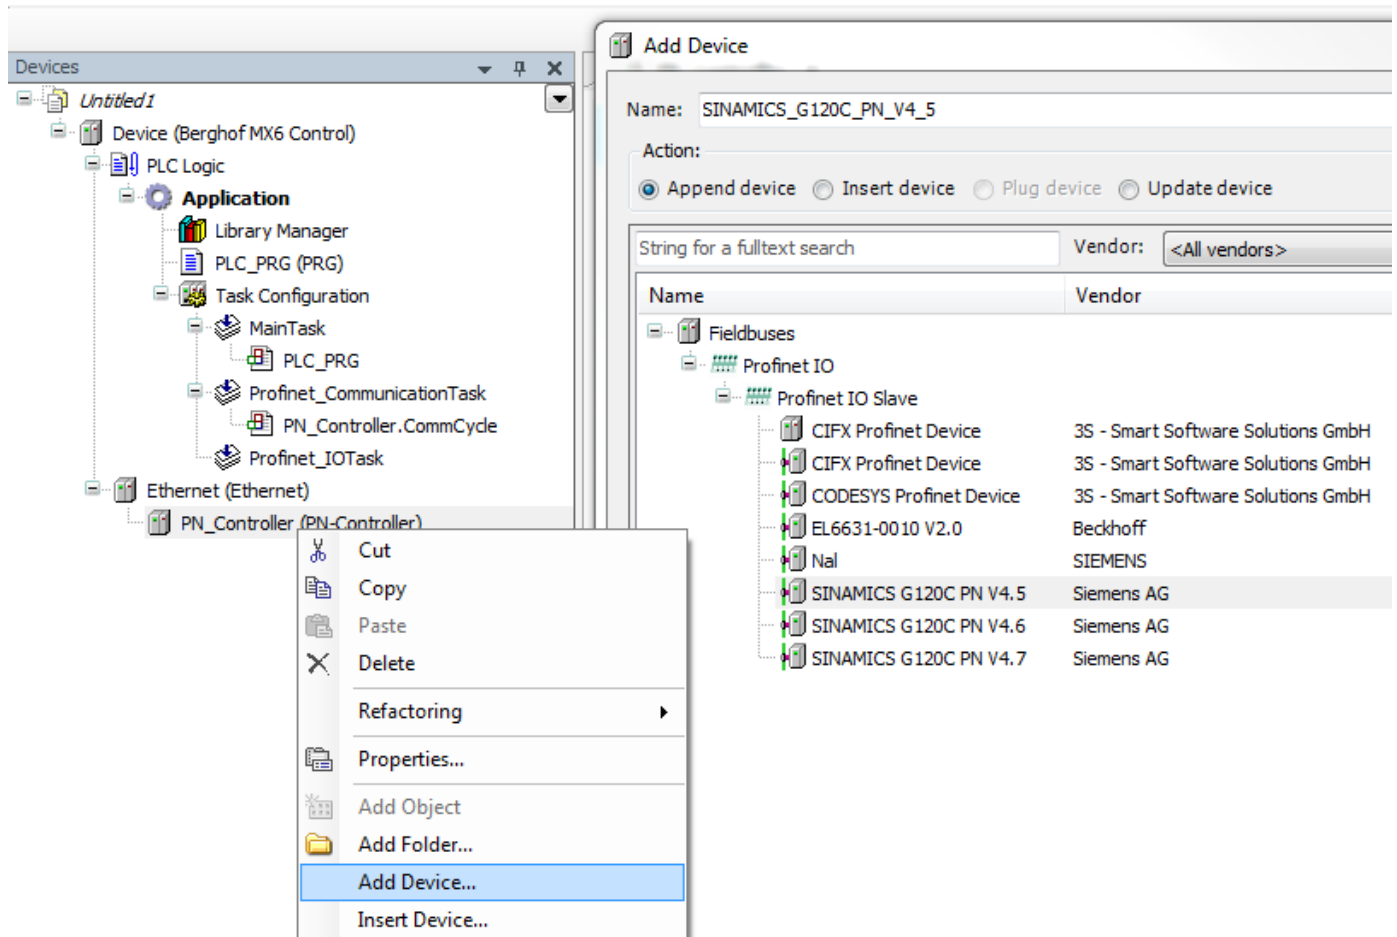 Devices
Untitled1
Device (Berghof MX6 Control)
PLC Logic
Application
Library Manager
PLC_PRG (PRG)
Task Configuration
MainTask
PLC_PRG
Profinet_CommunicationTask
PN_Controller.CommCycle
Profinet_IOTask
Ethernet (Ethernet)
PN_Controller (PN-Controller)
Cut
Copy
Paste
Delete
Refactoring
Properties...
Add Object
Add Folder...
Add Device...
Insert Device...
Add Device
Name: SINAMICS_G120C_PN_V4_5
Action:
Append device Insert device Plug device Update device
String for a fulltext search Vendor: <All vendors>
Name Vendor
Fieldbuses
Profinet IO
Profinet IO Slave
CIFX Profinet Device 3S - Smart Software Solutions GmbH
CIFX Profinet Device 3S - Smart Software Solutions GmbH
CODESYS Profinet Device 3S - Smart Software Solutions GmbH
EL6631-0010 V2.0 Beckhoff
Nal SIEMENS
SINAMICS G120C PN V4.5 Siemens AG
SINAMICS G120C PN V4.6 Siemens AG
SINAMICS G120C PN V4.7 Siemens AG